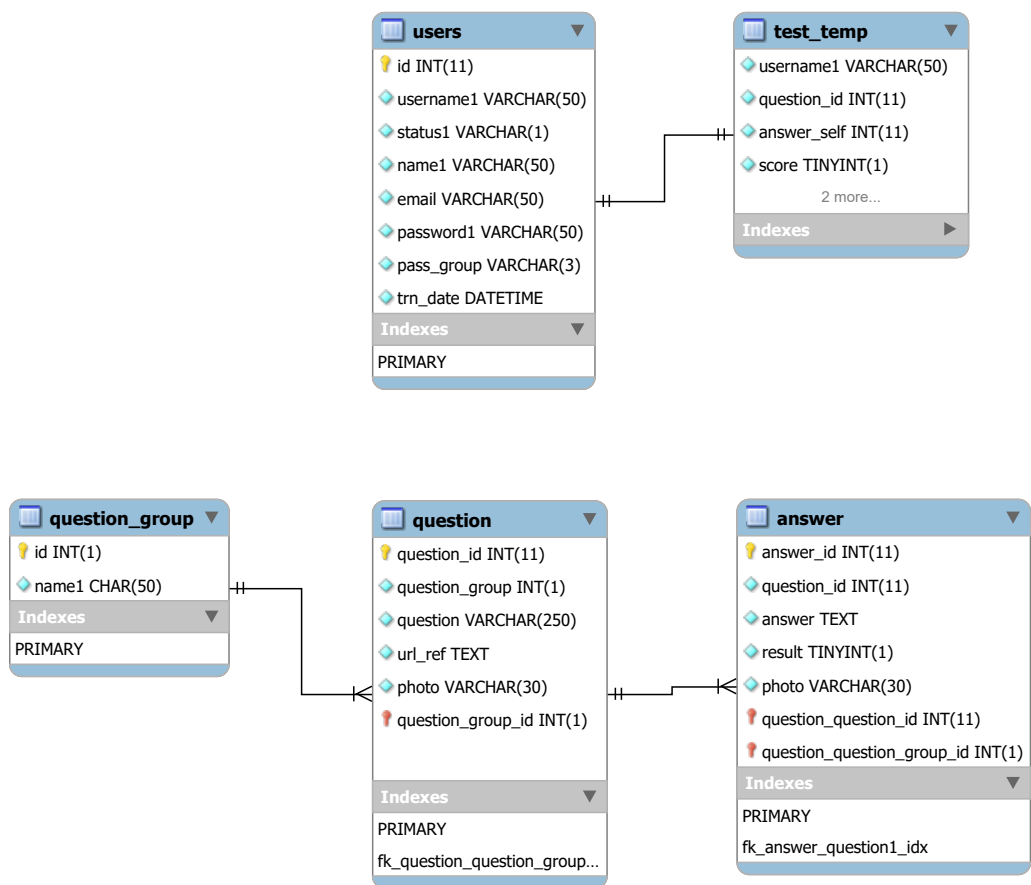 users
id INT(11)
username1 VARCHAR(50)
status1 VARCHAR(1)
name1 VARCHAR(50)
email VARCHAR(50)
password1 VARCHAR(50)
pass_group VARCHAR(3)
trn_date DATETIME
Indexes
PRIMARY
test_temp
username1 VARCHAR(50)
question_id INT(11)
answer_self INT(11)
score TINYINT(1)
2 more...
Indexes
question_group
id INT(1)
name1 CHAR(50)
Indexes
PRIMARY
question
question_id INT(11)
question_group INT(1)
question VARCHAR(250)
url_ref TEXT
photo VARCHAR(30)
question_group_id INT(1)
Indexes
PRIMARY
fk_question_question_group...
answer
answer_id INT(11)
question_id INT(11)
answer TEXT
result TINYINT(1)
photo VARCHAR(30)
question_question_id INT(11)
question_question_group_id INT(1)
Indexes
PRIMARY
fk_answer_question1_idx